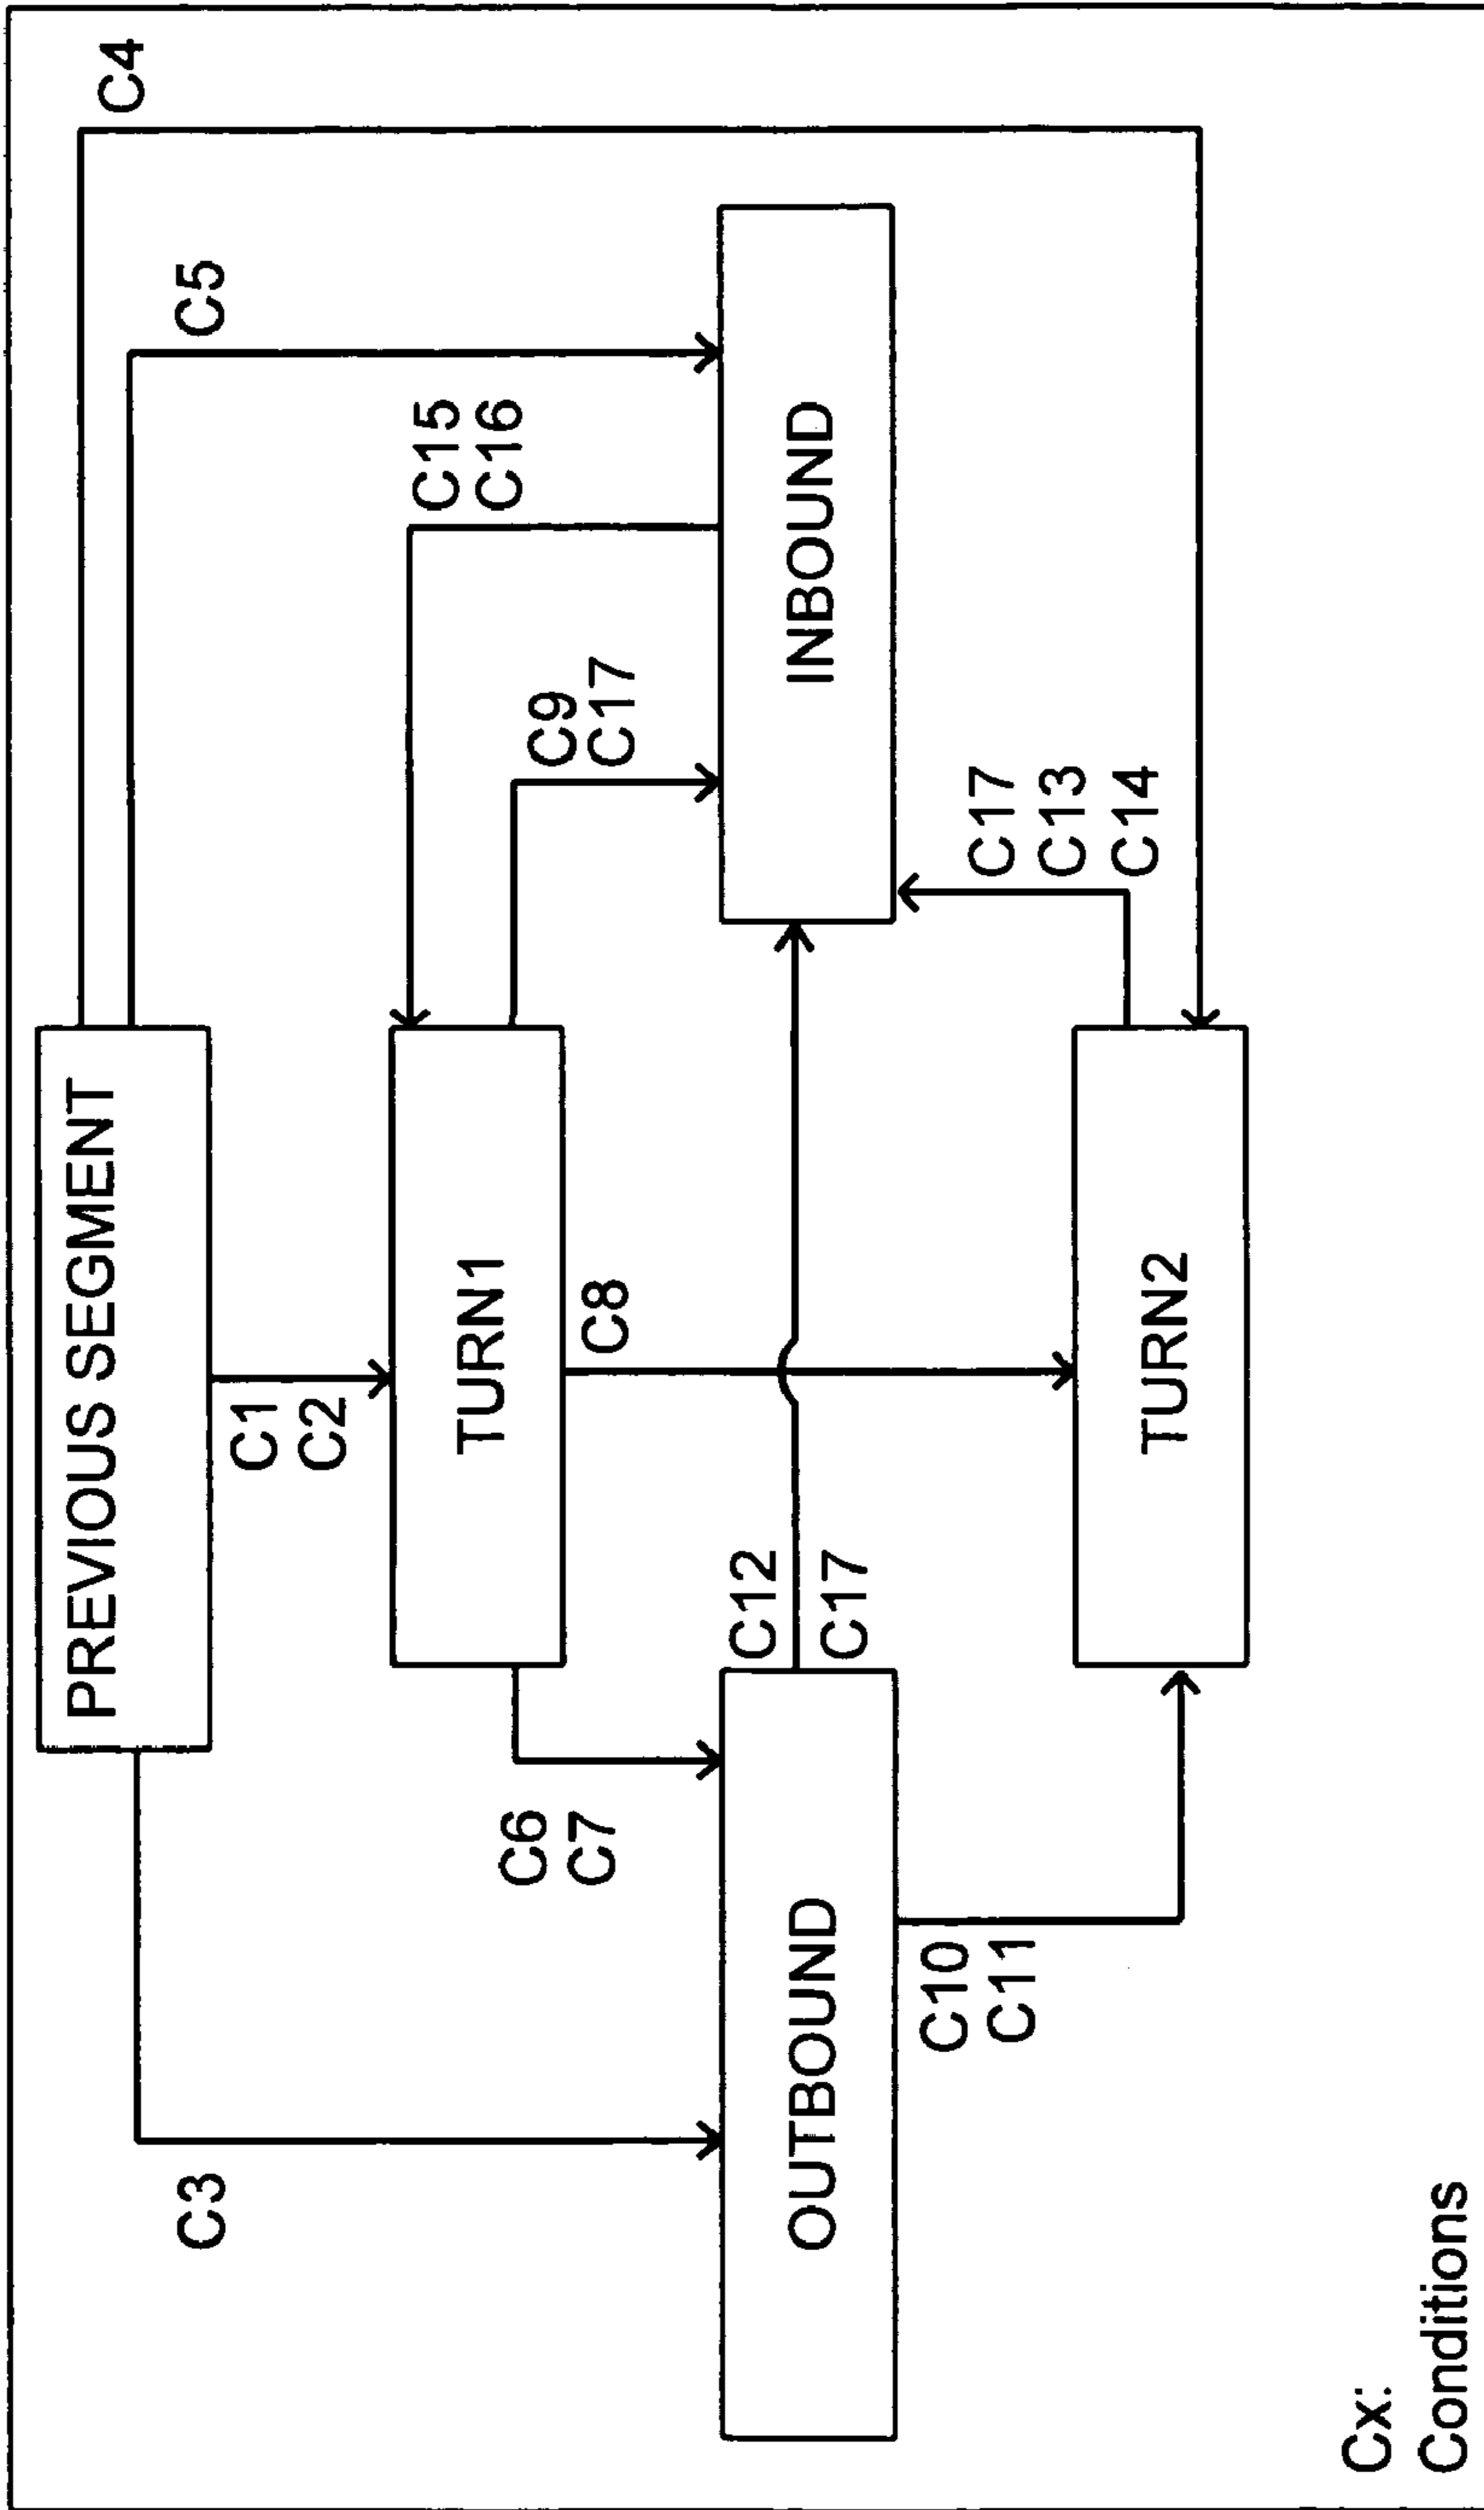 C4
PREVIOUS SEGMENT
C5
C3
C1
C2
C15
C16
TURN1
C6
C7
C8
C9
C17
OUTBOUND
C12
C17
INBOUND
C10
C11
C17
C13
C14
TURN2
Cx:
Conditions